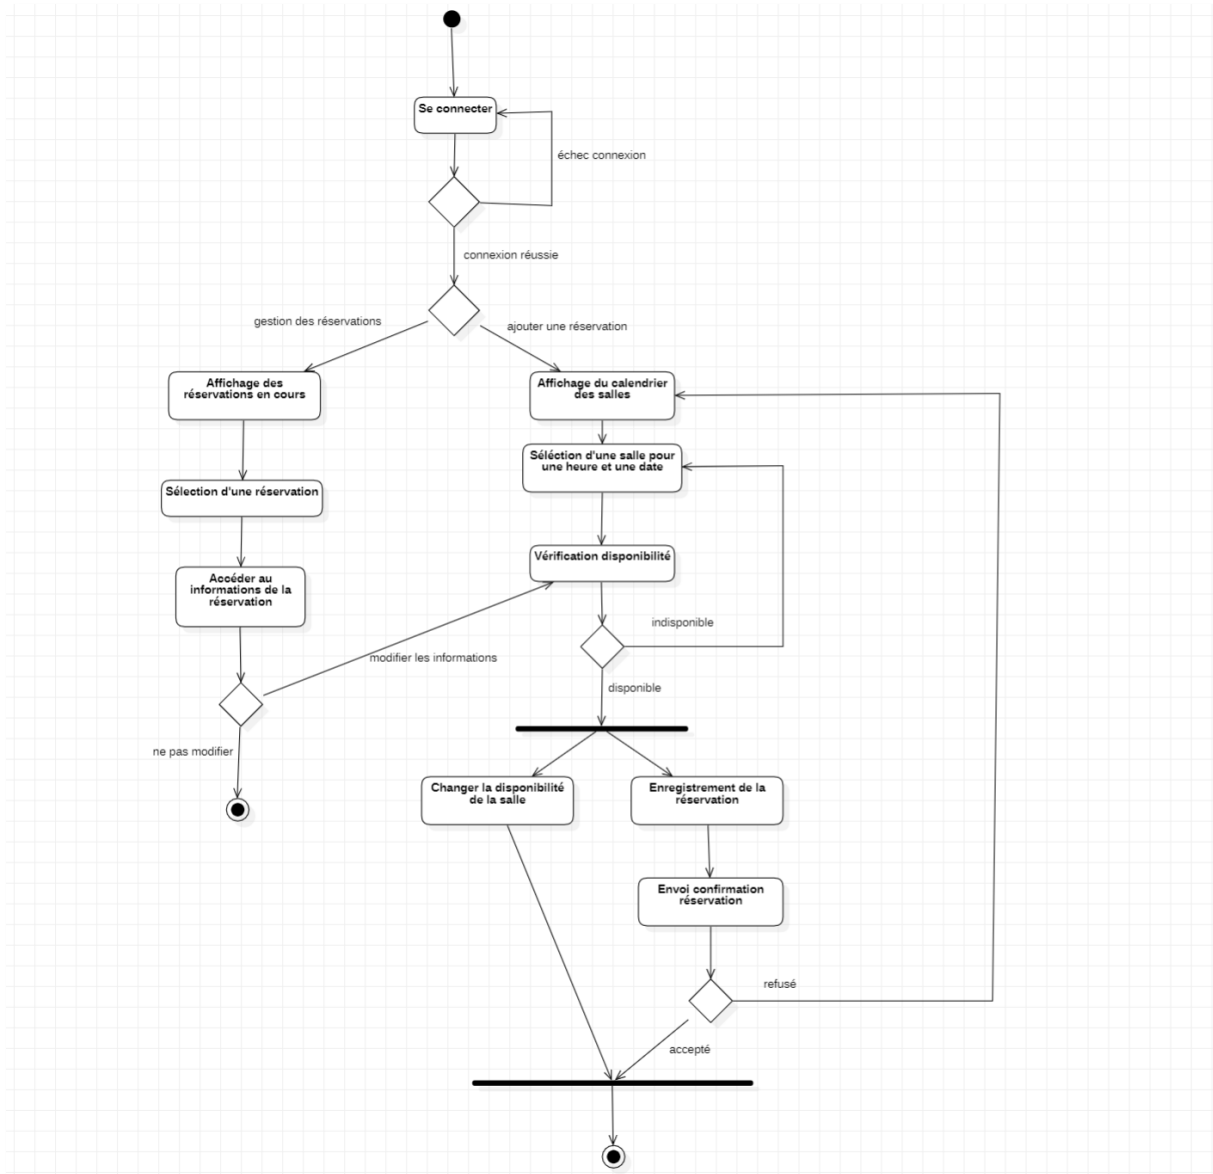 Se connecter
échec connexion
connexion réussie
gestion des réservations
ajouter une réservation
Affichage des
réservations en cours
Affichage du calendrier
des salles
Séléction d'une salle pour
une heure et une date
Sélection d'une réservation
Vérification disponibilité
Accéder au
informations de la
réservation
indisponible
modifier les informations
disponible
ne pas modifier
Changer la disponibilité
de la salle
Enregistrement de la
réservation
Envoi confirmation
réservation
refusé
accepté